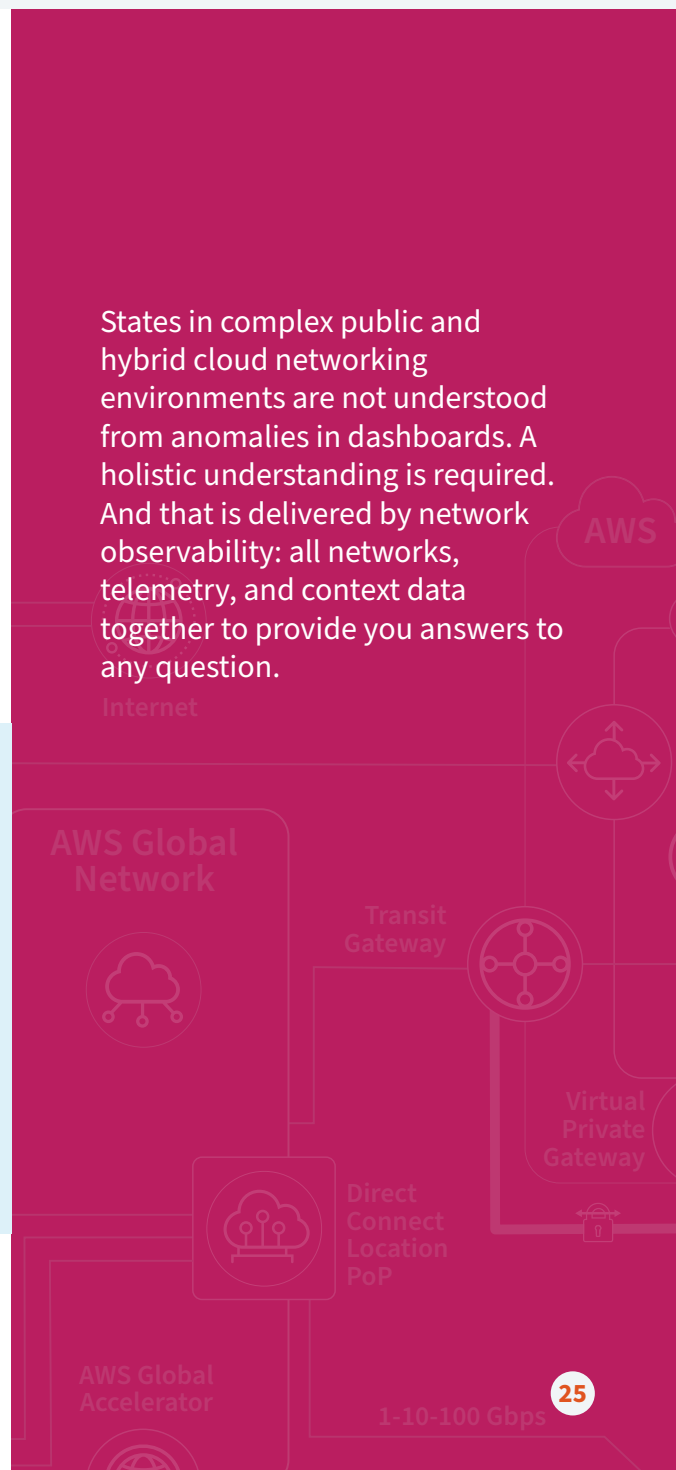 States in complex public and
hybrid cloud networking
environments are not understood
from anomalies in dashboards. A
holistic understanding is required.
And that is delivered by network
observability: all networks,
telemetry, and context data
together to provide you answers to
any question.
AWS
Internet
AWS Global
Network
Transit
Gateway
Virtual
Private
Gateway
Direct
Connect
Location
PoP
AWS Global
Accelerator
1-10-100 Gbps
25